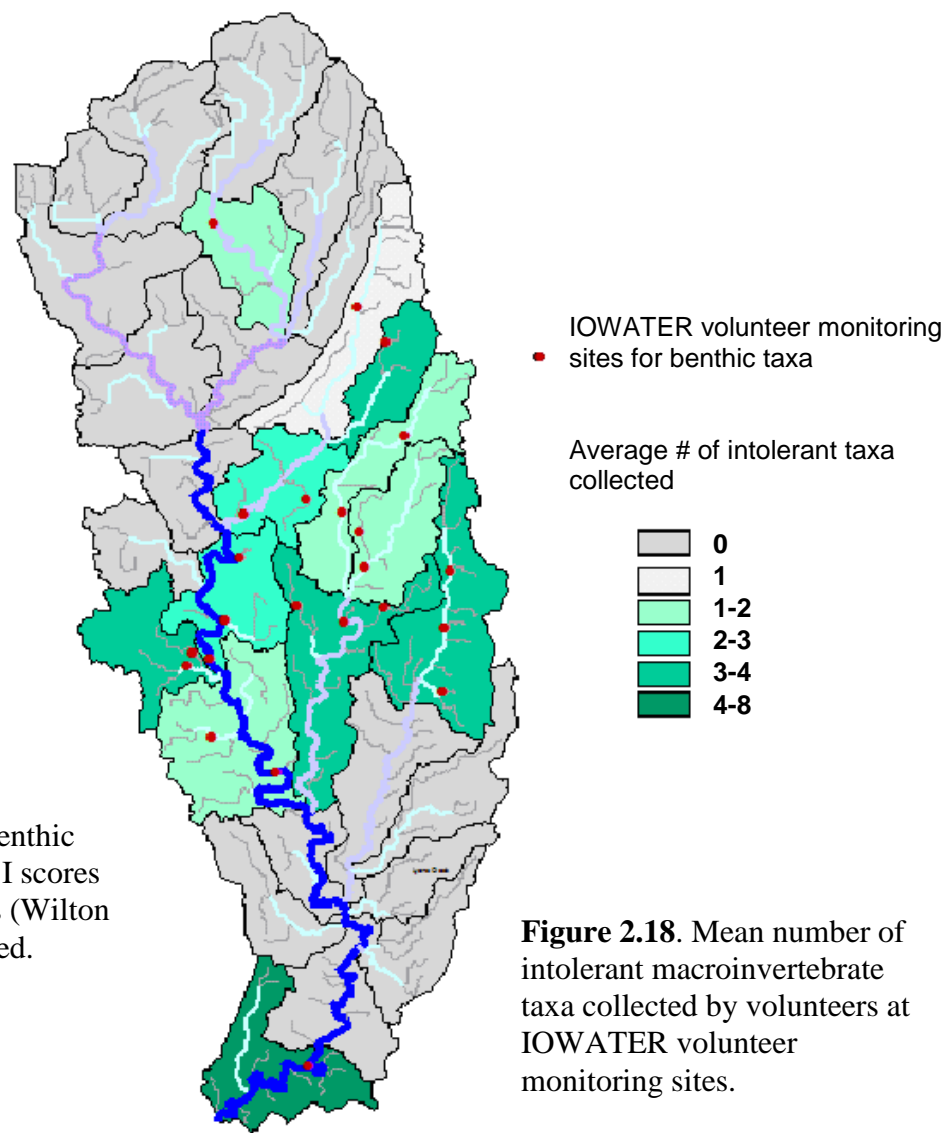 IOWATER volunteer monitoring
sites for benthic taxa
Average # of intolerant taxa
collected
0
1
1-2
2-3
3-4
4-8
enthic
I scores
(Wilton
ed.
Figure 2.18. Mean number of
intolerant macroinvertebrate
taxa collected by volunteers at
IOWATER volunteer
monitoring sites.